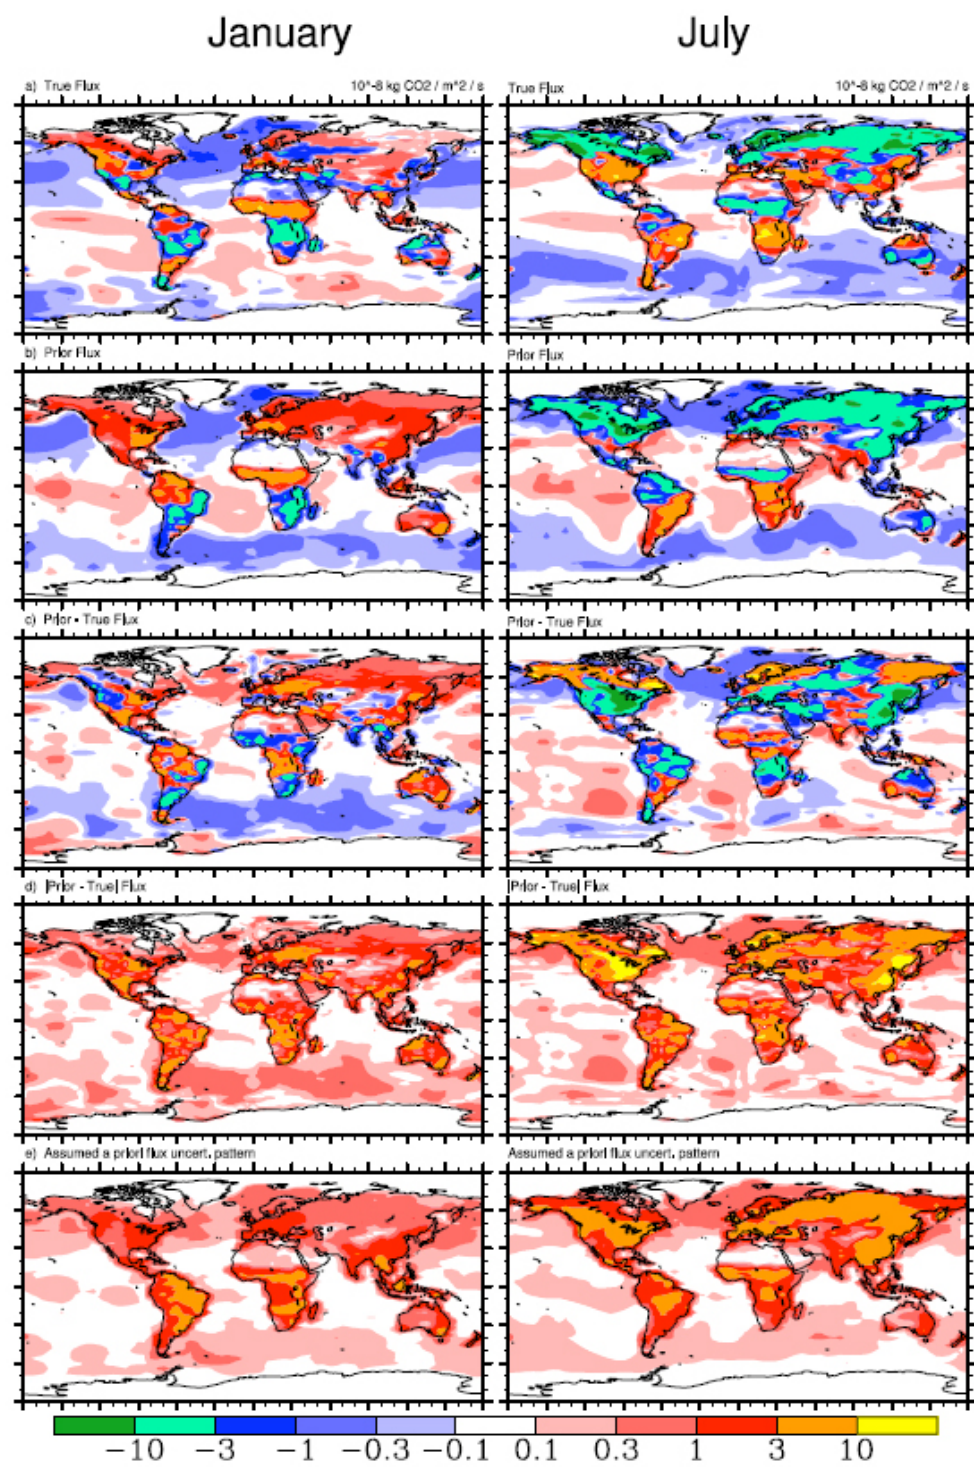 January July
a) True Flux 10^-8 kg CO2 / m^2 / s True Flux 10^-8 kg CO2 / m^2 / s
b) Prior Flux Prior Flux
c) Prior - True Flux Prior - True Flux
d) |Prior - True| Flux |Prior - True| Flux
e) Assumed a priori flux uncert. pattern Assumed a priori flux uncert. pattern
−10 −3 −1 −0.3 −0.1 0.1 0.3 1 3 10